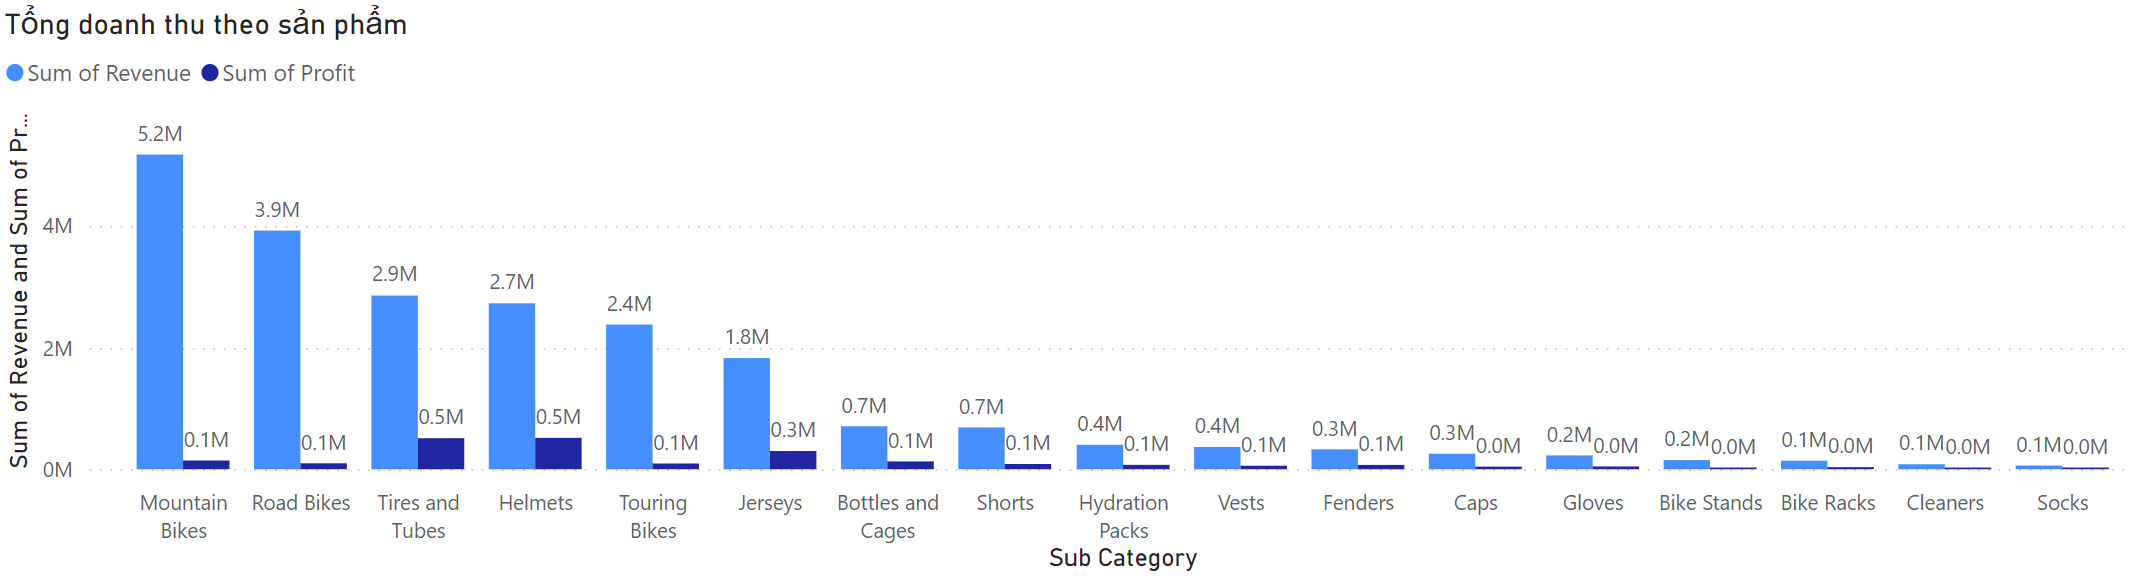 Tổng doanh thu theo sản phẩm
Sum of Revenue Sum of Profit
Sum of Revenue and Sum of Pr...
4M
2M
0M
5.2M 0.1M
3.9M 0.1M
2.9M 0.5M
2.7M 0.5M
2.4M 0.1M
1.8M 0.3M
0.7M 0.1M
0.7M 0.1M
0.4M 0.1M
0.4M 0.1M
0.3M 0.1M
0.3M 0.0M
0.2M 0.0M
0.2M 0.0M
0.1M 0.0M
0.1M 0.0M
0.1M 0.0M
Mountain
Bikes
Road Bikes
Tires and
Tubes
Helmets
Touring
Bikes
Jerseys
Bottles and
Cages
Shorts
Hydration
Packs
Vests
Fenders
Caps
Gloves
Bike Stands
Bike Racks
Cleaners
Socks
Sub Category